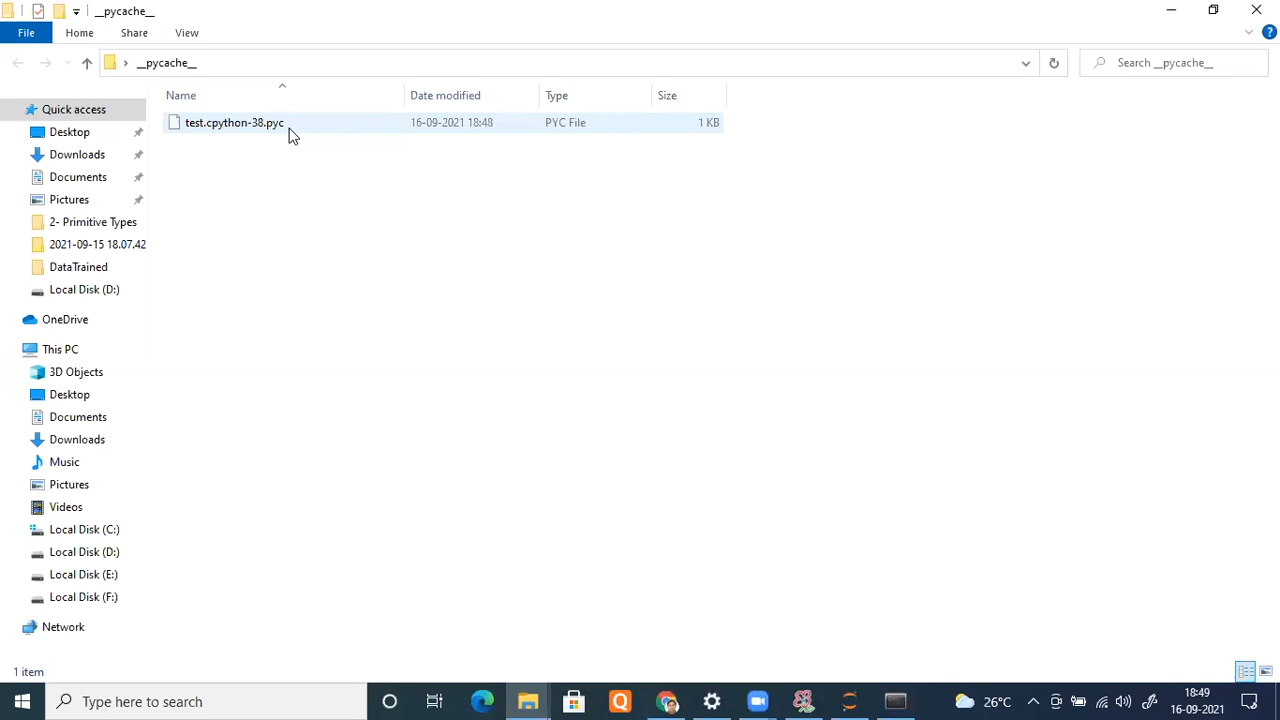 __pycache__
File Home Share View
__pycache__ Search __pycache__
Name Date modified Type Size
test.cpython-38.pyc 16-09-2021 18:48 PYC File 1 KB
Quick access
Desktop
Downloads
Documents
Pictures
2- Primitive Types
2021-09-15 18.07.42
DataTrained
Local Disk (D:)
OneDrive
This PC
3D Objects
Desktop
Documents
Downloads
Music
Pictures
Videos
Local Disk (C:)
Local Disk (D:)
Local Disk (E:)
Local Disk (F:)
Network
1 item
Type here to search 26°C 18:49
16-09-2021